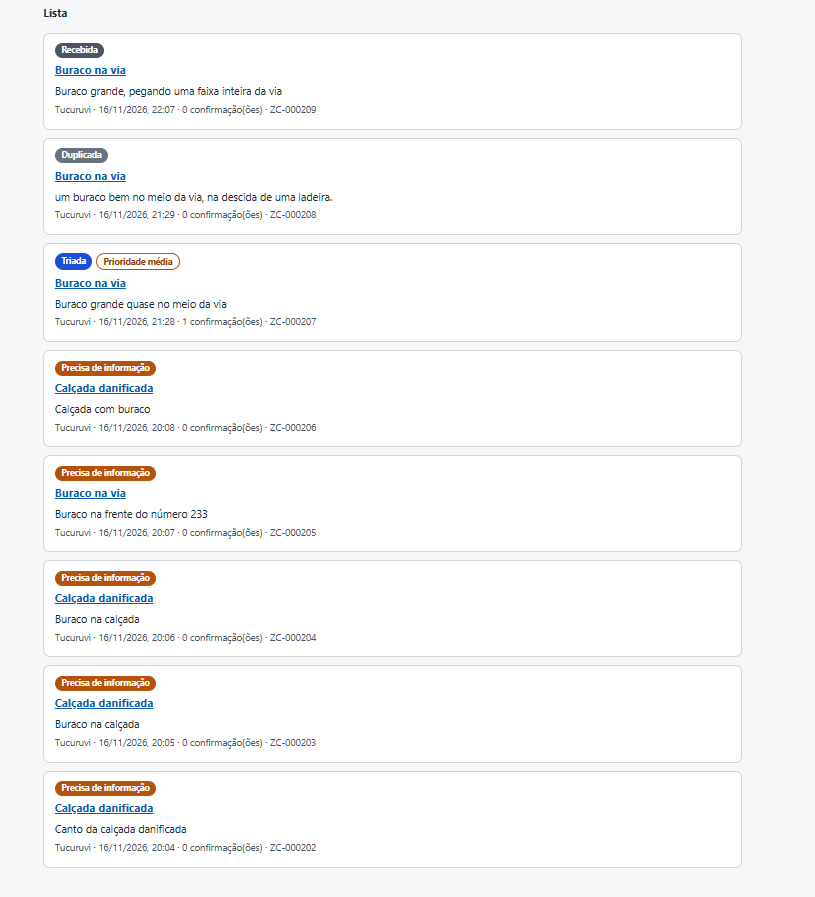 Lista
Recebida
Buraco na via
Buraco grande, pegando uma faixa inteira da via
Tucuruvi · 16/11/2026, 22:07 · 0 confirmação(ões) · ZC-000209
Duplicada
Buraco na via
um buraco bem no meio da via, na descida de uma ladeira.
Tucuruvi · 16/11/2026, 21:29 · 0 confirmação(ões) · ZC-000208
Triada Prioridade média
Buraco na via
Buraco grande quase no meio da via
Tucuruvi · 16/11/2026, 21:28 · 1 confirmação(ões) · ZC-000207
Precisa de informação
Calçada danificada
Calçada com buraco
Tucuruvi · 16/11/2026, 20:08 · 0 confirmação(ões) · ZC-000206
Precisa de informação
Buraco na via
Buraco na frente do número 233
Tucuruvi · 16/11/2026, 20:07 · 0 confirmação(ões) · ZC-000205
Precisa de informação
Calçada danificada
Buraco na calçada
Tucuruvi · 16/11/2026, 20:06 · 0 confirmação(ões) · ZC-000204
Precisa de informação
Calçada danificada
Buraco na calçada
Tucuruvi · 16/11/2026, 20:05 · 0 confirmação(ões) · ZC-000203
Precisa de informação
Calçada danificada
Canto da calçada danificada
Tucuruvi · 16/11/2026, 20:04 · 0 confirmação(ões) · ZC-000202